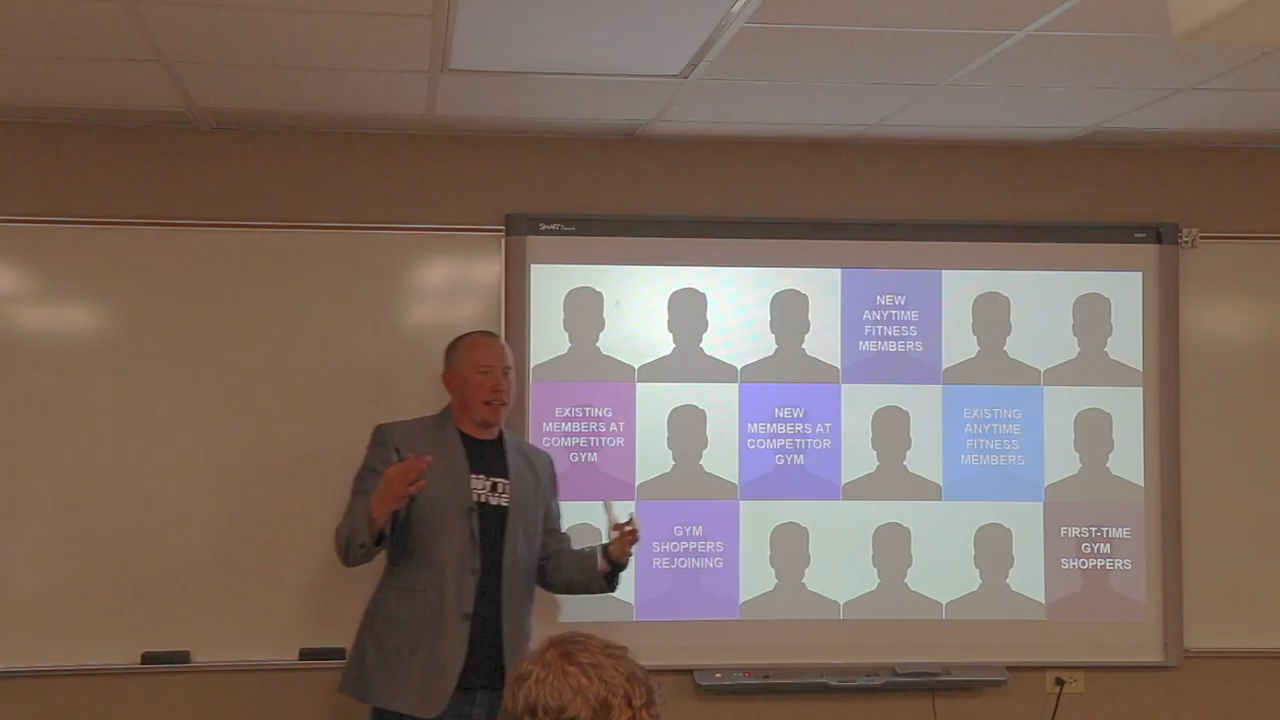 SMART
NEW
ANYTIME
FITNESS
MEMBERS
EXISTING
MEMBERS AT
COMPETITOR
GYM
NEW
MEMBERS AT
COMPETITOR
GYM
EXISTING
ANYTIME
FITNESS
MEMBERS
GYM
SHOPPERS
REJOINING
FIRST-TIME
GYM
SHOPPERS